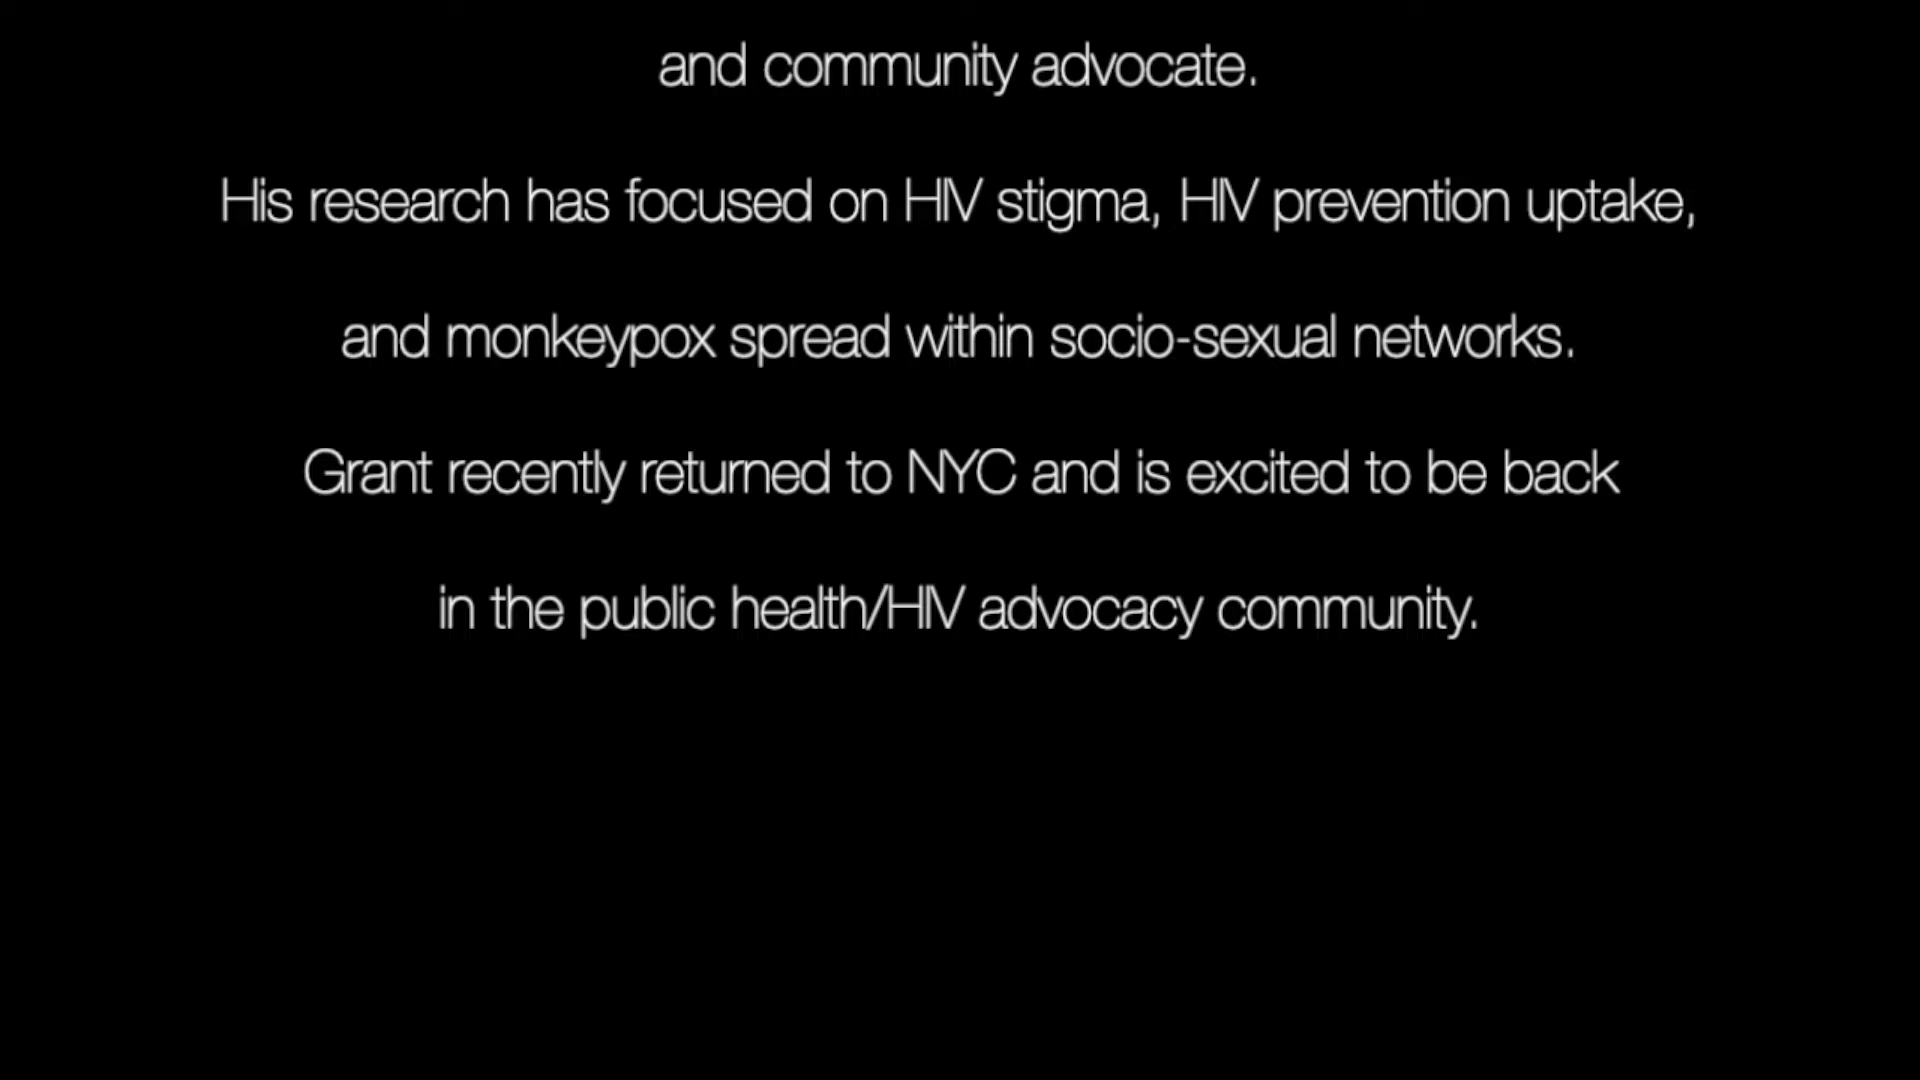 and community advocate.
His research has focused on HIV stigma, HIV prevention uptake,
and monkeypox spread within socio-sexual networks.
Grant recently returned to NYC and is excited to be back
in the public health/HIV advocacy community.